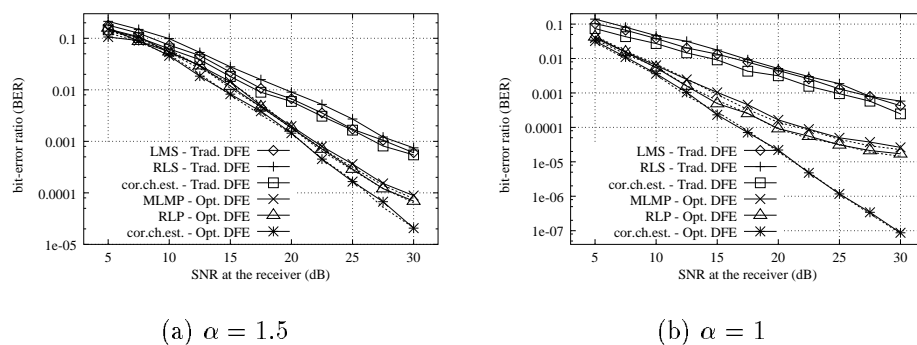 0.1
0.01
0.001
0.0001
1e-05
bit-error ratio (BER)
LMS - Trad. DFE
RLS - Trad. DFE
cor.ch.est. - Trad. DFE
MLMP - Opt. DFE
RLP - Opt. DFE
cor.ch.est. - Opt. DFE
5 10 15 20 25 30
SNR at the receiver (dB)
(a) α = 1.5
0.1
0.01
0.001
0.0001
1e-05
1e-06
1e-07
bit-error ratio (BER)
LMS - Trad. DFE
RLS - Trad. DFE
cor.ch.est. - Trad. DFE
MLMP - Opt. DFE
RLP - Opt. DFE
cor.ch.est. - Opt. DFE
5 10 15 20 25 30
SNR at the receiver (dB)
(b) α = 1